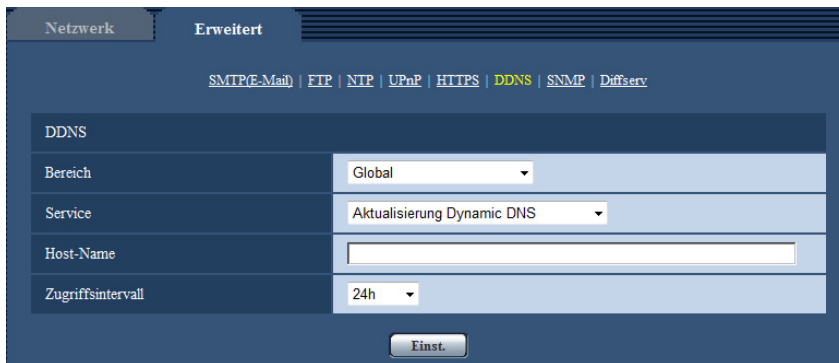 Netzwerk Erweitert
SMTP(E-Mail) | FTP | NTP | UPnP | HTTPS | DDNS | SNMP | Diffserv
DDNS
Bereich Global
Service Aktualisierung Dynamic DNS
Host-Name
Zugriffsintervall 24h
Einst.